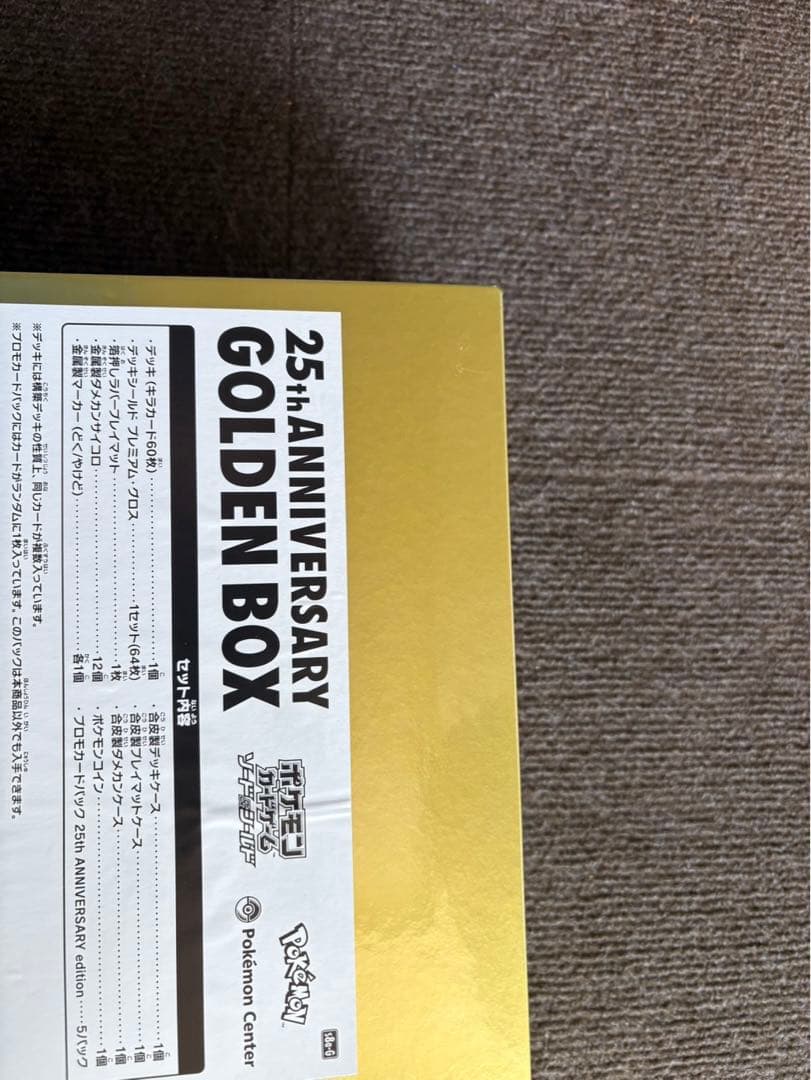 25th ANNIVERSARY
GOLDEN BOX
ポケモン
カードゲーム
ソード&シールド
Pokémon
Pokémon Center
s8a-G
セット内容
・デッキ (キラカード60枚)‥‥‥‥‥‥‥‥1個
・デッキシールド プレミアム・グロス‥‥‥‥1セット(64枚)
・箔押しラバープレイマット‥‥‥‥‥‥‥‥1枚
・金属製ダメカンサイコロ‥‥‥‥‥‥‥‥12個
・金属製マーカー (どく/やけど)‥‥‥‥‥‥各1個
・合皮製デッキケース‥‥‥‥‥‥‥‥1個
・合皮製プレイマットケース‥‥‥‥‥‥1個
・合皮製ダメカンケース‥‥‥‥‥‥‥1個
・ポケモンコイン‥‥‥‥‥‥‥‥‥‥1個
・プロモカードパック 25th ANNIVERSARY edition‥‥5パック
※デッキには構築デッキの性質上、同じカードが複数入っています。
※プロモカードパックにはカードがランダムに1枚入っています。このパックは本商品以外でも入手できます。